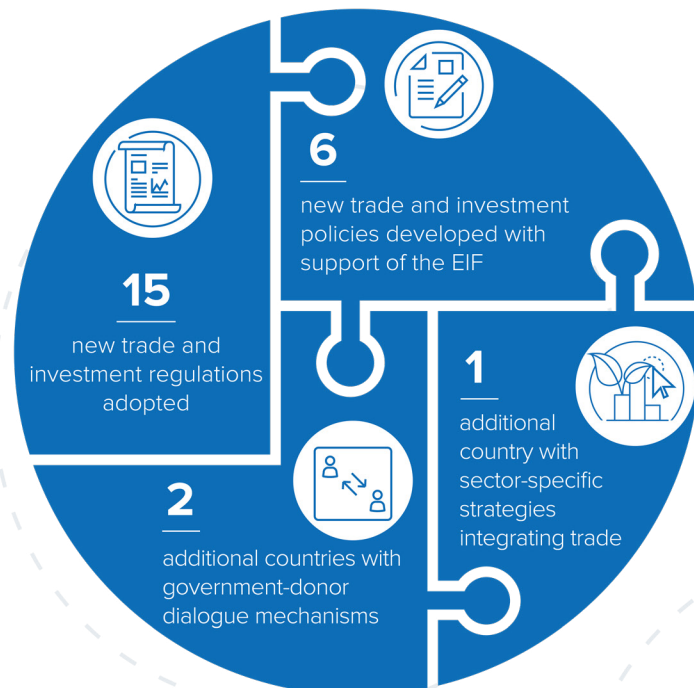 6
new trade and investment
policies developed with
support of the EIF
15
new trade and
investment regulations
adopted
1
additional
country with
sector-specific
strategies
integrating trade
2
additional countries with
government-donor
dialogue mechanisms